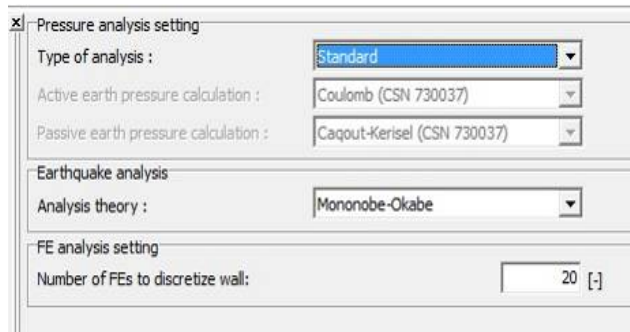 Pressure analysis setting
Type of analysis : Standard
Active earth pressure calculation : Coulomb (CSN 730037)
Passive earth pressure calculation : Caqout-Kerisel (CSN 730037)
Earthquake analysis
Analysis theory : Mononobe-Okabe
FE analysis setting
Number of FEs to discretize wall: 20 [-]